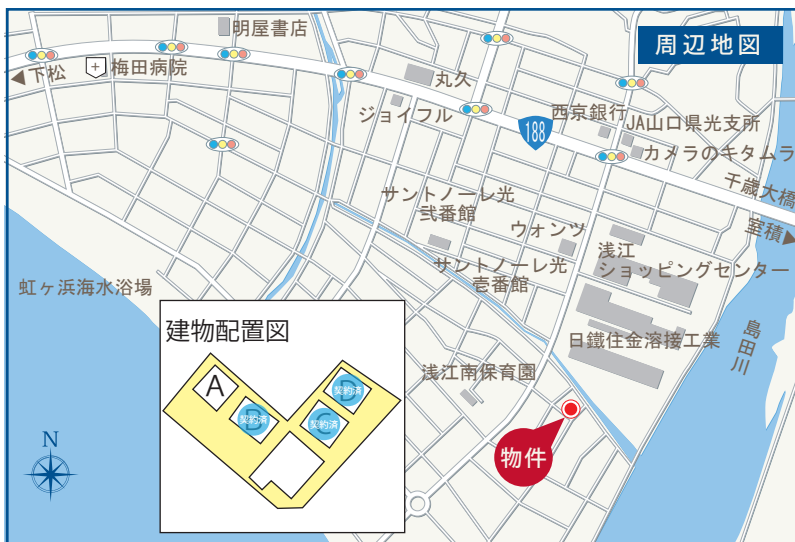 周辺地図
明屋書店
◀下松
梅田病院
丸久
ジョイフル
188
西京銀行
JA山口県光支所
カメラのキタムラ
千歳大橋
室積▶
サントノーレ光
弐番館
ウォンツ
サントノーレ光
壱番館
浅江
ショッピングセンター
虹ヶ浜海水浴場
島田川
日鐵住金溶接工業
浅江南保育園
物件
N
建物配置図
A
B
契約済
C
契約済
D
契約済